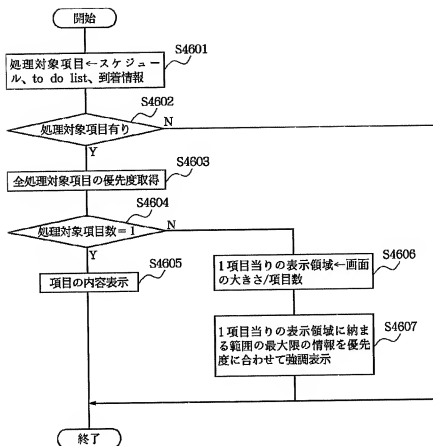 開始
S4601
処理対象項目←スケジュー
ル、to do list、到着情報
S4602
処理対象項目有り
N
Y
S4603
全処理対象項目の優先度取得
S4604
処理対象項目数=1
N
Y
S4605
項目の内容表示
S4606
1項目当りの表示領域←画面
の大きさ/項目数
S4607
1項目当りの表示領域に納ま
る範囲の最大限の情報を優先
度に合わせて強調表示
終了